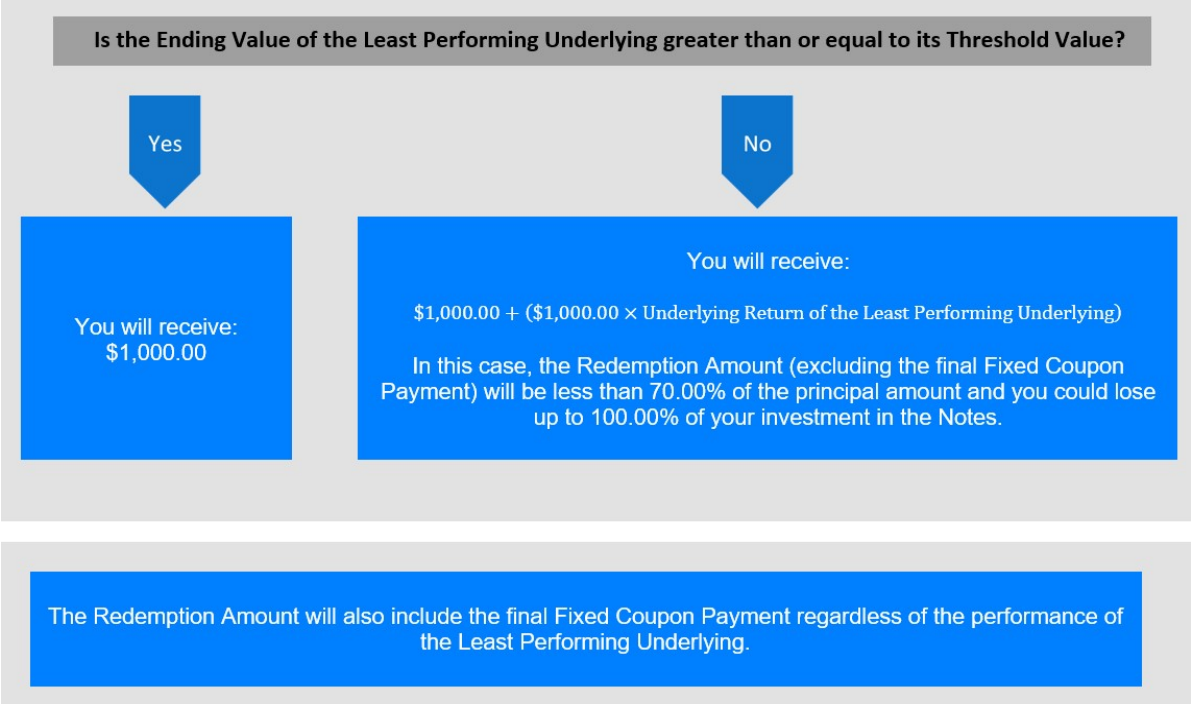 Is the Ending Value of the Least Performing Underlying greater than or equal to its Threshold Value?
Yes
No
You will receive:
$1,000.00
You will receive:
$1,000.00 + ($1,000.00 × Underlying Return of the Least Performing Underlying)
In this case, the Redemption Amount (excluding the final Fixed Coupon
Payment) will be less than 70.00% of the principal amount and you could lose
up to 100.00% of your investment in the Notes.
The Redemption Amount will also include the final Fixed Coupon Payment regardless of the performance of
the Least Performing Underlying.